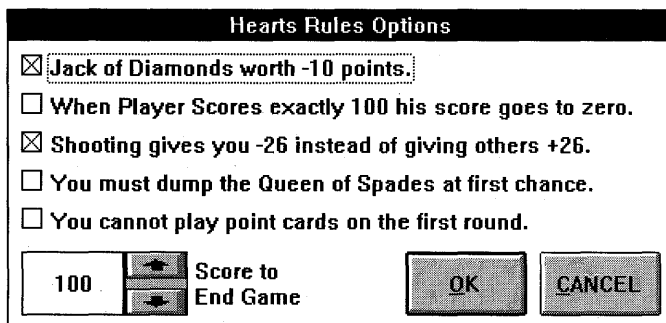 Hearts Rules Options
Jack of Diamonds worth -10 points.
When Player Scores exactly 100 his score goes to zero.
Shooting gives you -26 instead of giving others +26.
You must dump the Queen of Spades at first chance.
You cannot play point cards on the first round.
100
Score to
End Game
OK
CANCEL